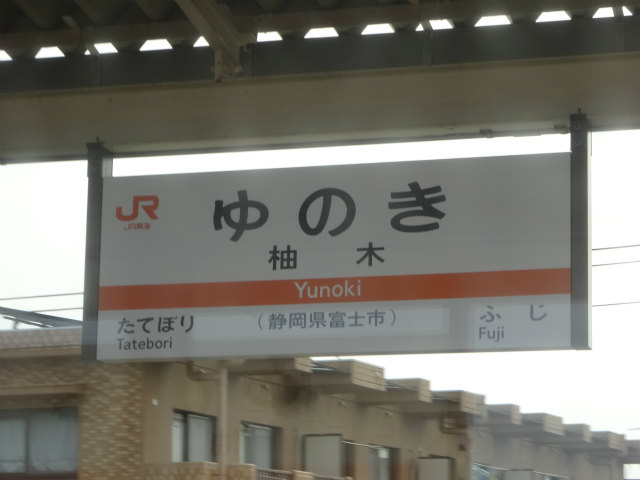 JR
JR東海
ゆのき
柚木
Yunoki
たてぼり
Tatebori
(静岡県富士市)
ふじ
Fuji